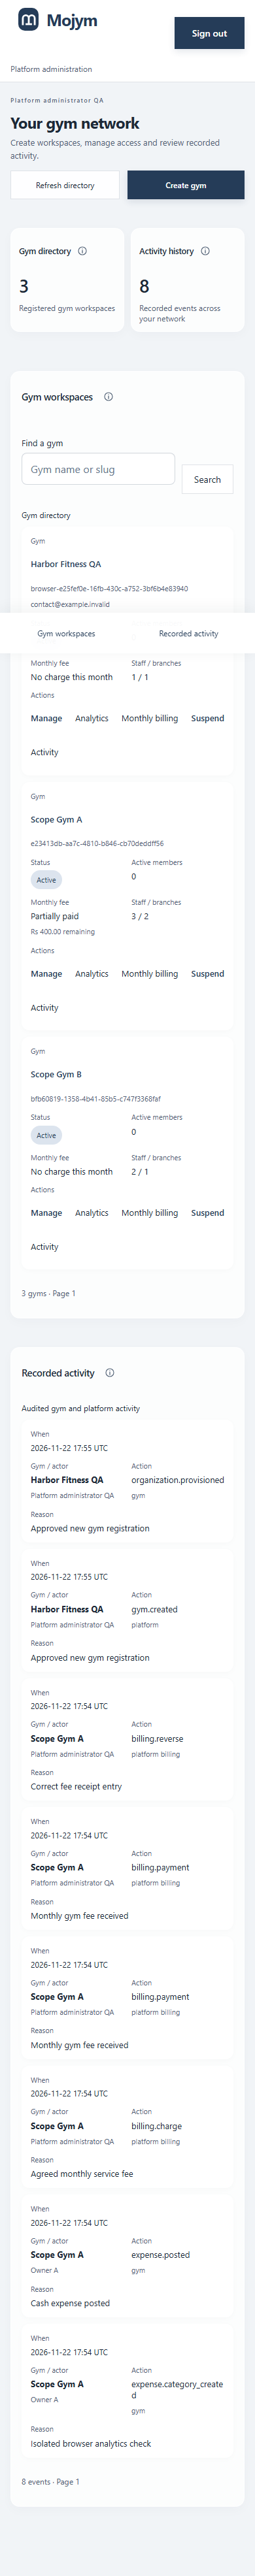 Mojym
Sign out
Platform administration
Platform administrator QA
Your gym network
Create workspaces, manage access and review recorded
activity.
Refresh directory
Create gym
Gym directory
Activity history
3
8
Registered gym workspaces
Recorded events across
your network
Gym workspaces
Find a gym
Gym name or slug
Search
Gym directory
Gym
Harbor Fitness QA
browser-e25fef0e-16fb-430c-a752-3bf6b4e83940
contact@example.invalid
Gym workspaces
Recorded activity
Monthly fee
Staff / branches
No charge this month
1 / 1
Actions
Manage Analytics Monthly billing Suspend
Activity
Gym
Scope Gym A
e23413db-aa7c-4810-b846-cb70deddff56
Status
Active members
Active
0
Monthly fee
Staff / branches
Partially paid
3 / 2
Rs 400.00 remaining
Actions
Manage Analytics Monthly billing Suspend
Activity
Gym
Scope Gym B
bfb60819-1358-4b41-85b5-c747f3368faf
Status
Active members
Active
0
Monthly fee
Staff / branches
No charge this month
2 / 1
Actions
Manage Analytics Monthly billing Suspend
Activity
3 gyms · Page 1
Recorded activity
Audited gym and platform activity
When
2026-11-22 17:55 UTC
Gym / actor
Action
Harbor Fitness QA
organization.provisioned
Platform administrator QA
gym
Reason
Approved new gym registration
When
2026-11-22 17:55 UTC
Gym / actor
Action
Harbor Fitness QA
gym.created
Platform administrator QA
platform
Reason
Approved new gym registration
When
2026-11-22 17:54 UTC
Gym / actor
Action
Scope Gym A
billing.reverse
Platform administrator QA
platform billing
Reason
Correct fee receipt entry
When
2026-11-22 17:54 UTC
Gym / actor
Action
Scope Gym A
billing.payment
Platform administrator QA
platform billing
Reason
Monthly gym fee received
When
2026-11-22 17:54 UTC
Gym / actor
Action
Scope Gym A
billing.payment
Platform administrator QA
platform billing
Reason
Monthly gym fee received
When
2026-11-22 17:54 UTC
Gym / actor
Action
Scope Gym A
billing.charge
Platform administrator QA
platform billing
Reason
Agreed monthly service fee
When
2026-11-22 17:54 UTC
Gym / actor
Action
Scope Gym A
expense.posted
Owner A
gym
Reason
Cash expense posted
When
2026-11-22 17:54 UTC
Gym / actor
Action
Scope Gym A
expense.category_create
d
Owner A
gym
Reason
Isolated browser analytics check
8 events · Page 1